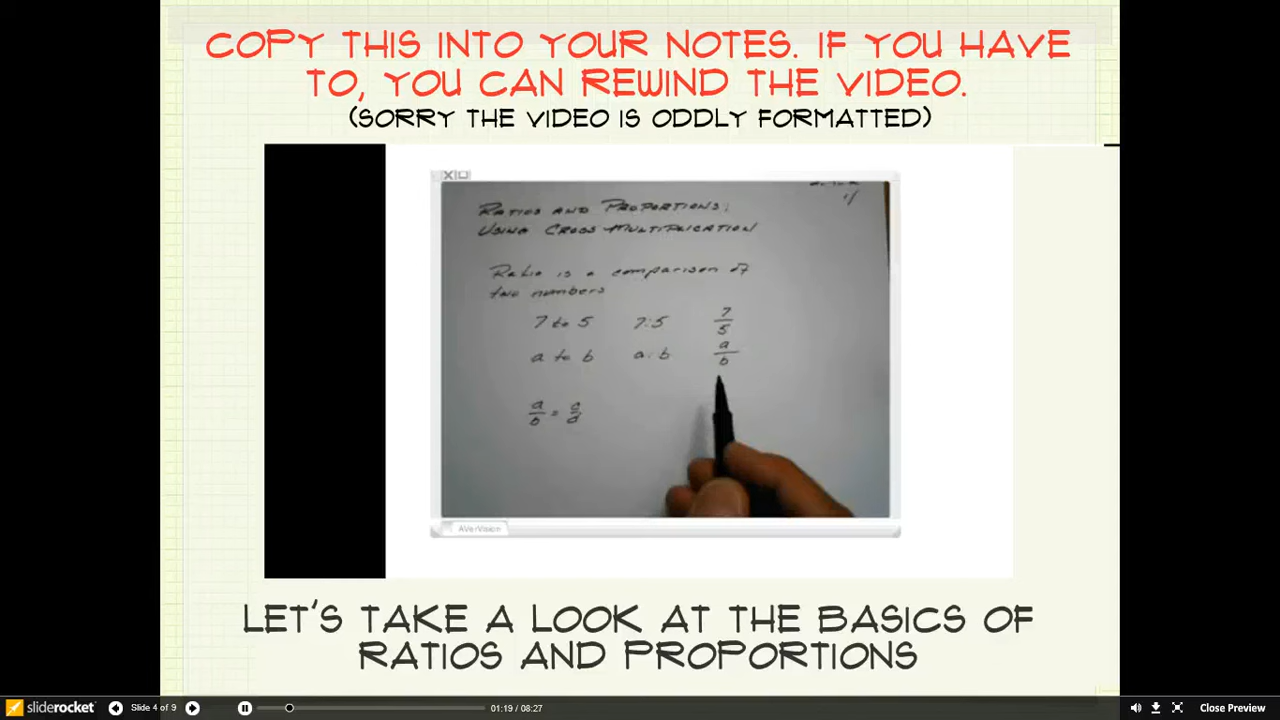 COPY THIS INTO YOUR NOTES. IF YOU HAVE
TO, YOU CAN REWIND THE VIDEO.
(SORRY THE VIDEO IS ODDLY FORMATTED)
RATIOS AND PROPORTIONS:
USING CROSS MULTIPLICATION
Ratio is a comparison of
two numbers
7 to 5 7:5 7/5
a to b a:b a/b
a/b = c/d
AVerVision
LET'S TAKE A LOOK AT THE BASICS OF
RATIOS AND PROPORTIONS
sliderocket Slide 4 of 9 01:19 / 08:27 Close Preview